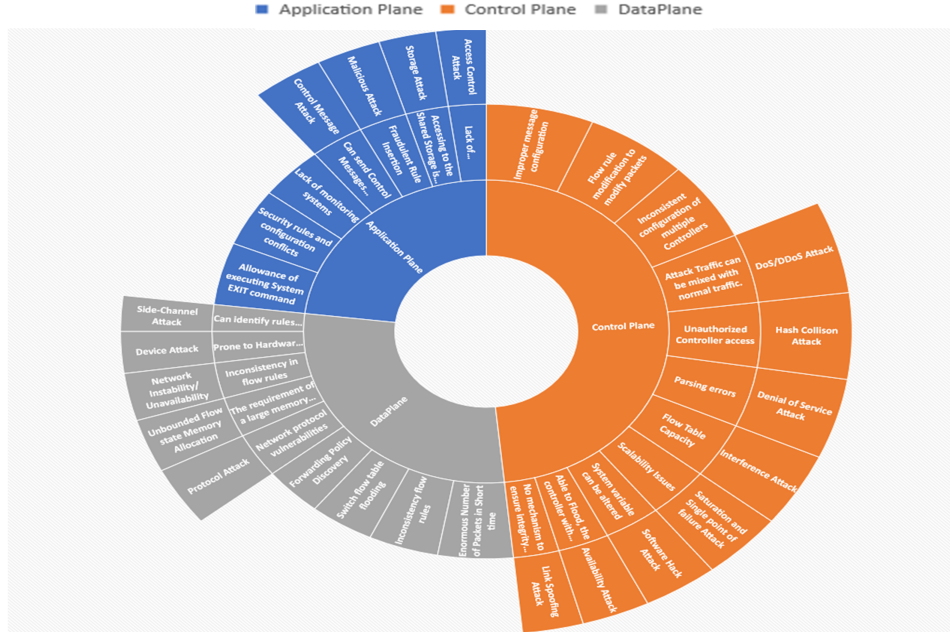 Application Plane
Control Plane
DataPlane
Access Control
Attack
Storage Attack
Malicious Attack
Control Message
Attack
Lack of...
Accessing to the
Shared Storage is...
Fraudulent Rule
Insertion
Can send Control
Messages...
Lack of monitoring
systems
Security rules and
configuration
conflicts
Allowance of
executing System
EXIT command
Application Plane
Improper message
configuration
Flow rule
modification to
modify packets
Inconsistent
configuration of
multiple
Controllers
Attack Traffic can
be mixed with
normal traffic.
DoS/DDoS Attack
Unauthorized
Controller access
Hash Collison
Attack
Parsing errors
Denial of Service
Attack
Flow Table
Capacity
Interference Attack
Scalability Issues
Saturation and
Single point of
failure Attack
System variable
can be altered
Software Hack
Attack
Able to Flood, the
controller with...
Availability Attack
No mechanism to
ensure integrity...
Link Spoofing
Attack
Control Plane
Enormous Number
of Packets in Short
time
Inconsistency flow
rules
Switch flow table
flooding
Forwarding Policy
Discovery
Network protocol
vulnerabilities
Protocol Attack
The requirement of
a large memory...
Unbounded Flow
state Memory
Allocation
Inconsistency in
flow rules
Network
Instability/
Unavailability
Prone to Hardwar...
Device Attack
Can identify rules...
Side-Channel
Attack
DataPlane